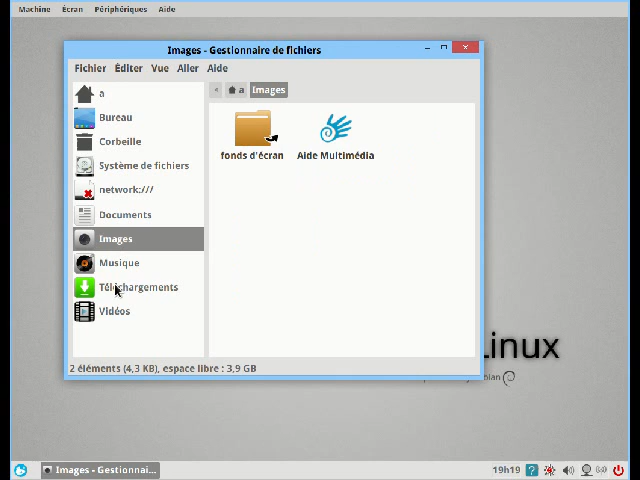 Machine Écran Périphériques Aide
Images - Gestionnaire de fichiers
Fichier Éditer Vue Aller Aide
a Images
a
Bureau
Corbeille
Système de fichiers
network:///
Documents
Images
Musique
Téléchargements
Vidéos
fonds d'écran
Aide Multimédia
Linux
2 éléments (4,3 KB), espace libre : 3,9 GB
Images - Gestionnai...
19h19